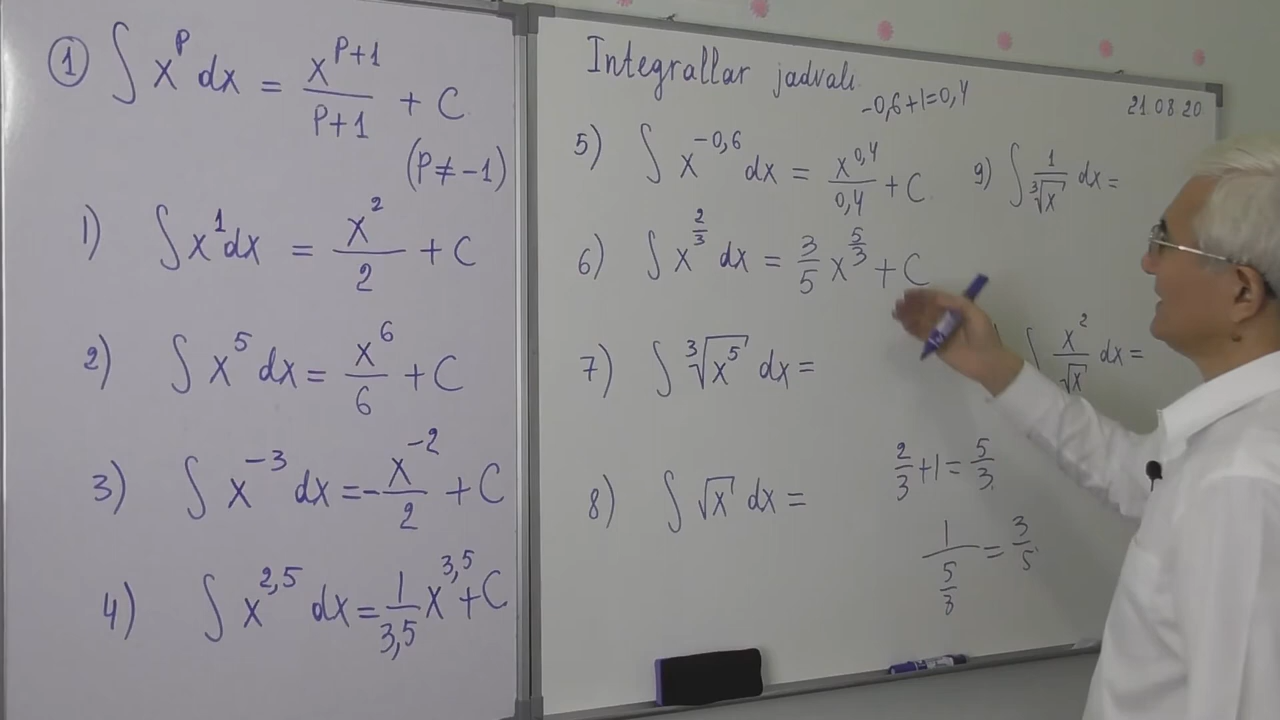 ① ∫ x^p dx = x^(p+1)/(p+1) + C
(p ≠ -1)
1) ∫ x^1 dx = x^2/2 + C
2) ∫ x^5 dx = x^6/6 + C
3) ∫ x^-3 dx = - x^-2/2 + C
4) ∫ x^2,5 dx = 1/3,5 x^3,5 + C
Integrallar jadvali.
21.08.20
-0,6+1=0,4
5) ∫ x^-0,6 dx = x^0,4/0,4 + C
6) ∫ x^(2/3) dx = 3/5 x^(5/3) + C
7) ∫ ∛(x^5) dx =
8) ∫ √x dx =
9) ∫ 1/∛x dx =
∫ x^2/√x dx =
2/3 + 1 = 5/3
1/(5/3) = 3/5